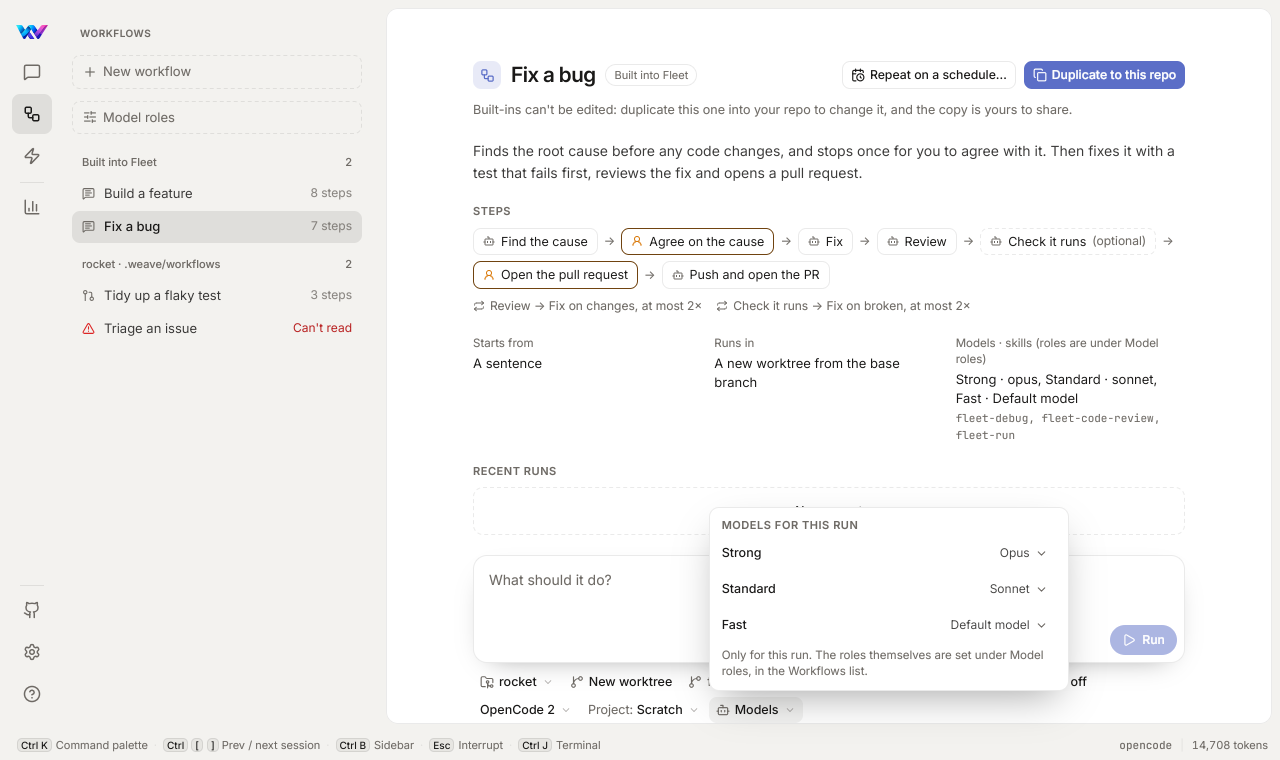 WORKFLOWS
New workflow
Model roles
Built into Fleet 2
Build a feature 8 steps
Fix a bug 7 steps
rocket · .weave/workflows 2
Tidy up a flaky test 3 steps
Triage an issue Can't read
Fix a bug Built into Fleet Repeat on a schedule... Duplicate to this repo
Built-ins can't be edited: duplicate this one into your repo to change it, and the copy is yours to share.
Finds the root cause before any code changes, and stops once for you to agree with it. Then fixes it with a
test that fails first, reviews the fix and opens a pull request.
STEPS
Find the cause → Agree on the cause → Fix → Review → Check it runs (optional) →
Open the pull request → Push and open the PR
Review → Fix on changes, at most 2× Check it runs → Fix on broken, at most 2×
Starts from
A sentence
Runs in
A new worktree from the base
branch
Models · skills (roles are under Model
roles)
Strong · opus, Standard · sonnet,
Fast · Default model
fleet-debug, fleet-code-review,
fleet-run
RECENT RUNS
MODELS FOR THIS RUN
Strong Opus
Standard Sonnet
Fast Default model
Only for this run. The roles themselves are set under Model
roles, in the Workflows list.
What should it do?
Run
rocket New worktree off
OpenCode 2 Project: Scratch Models
Ctrl K Command palette Ctrl [ ] Prev / next session Ctrl B Sidebar Esc Interrupt Ctrl J Terminal
opencode 14,708 tokens